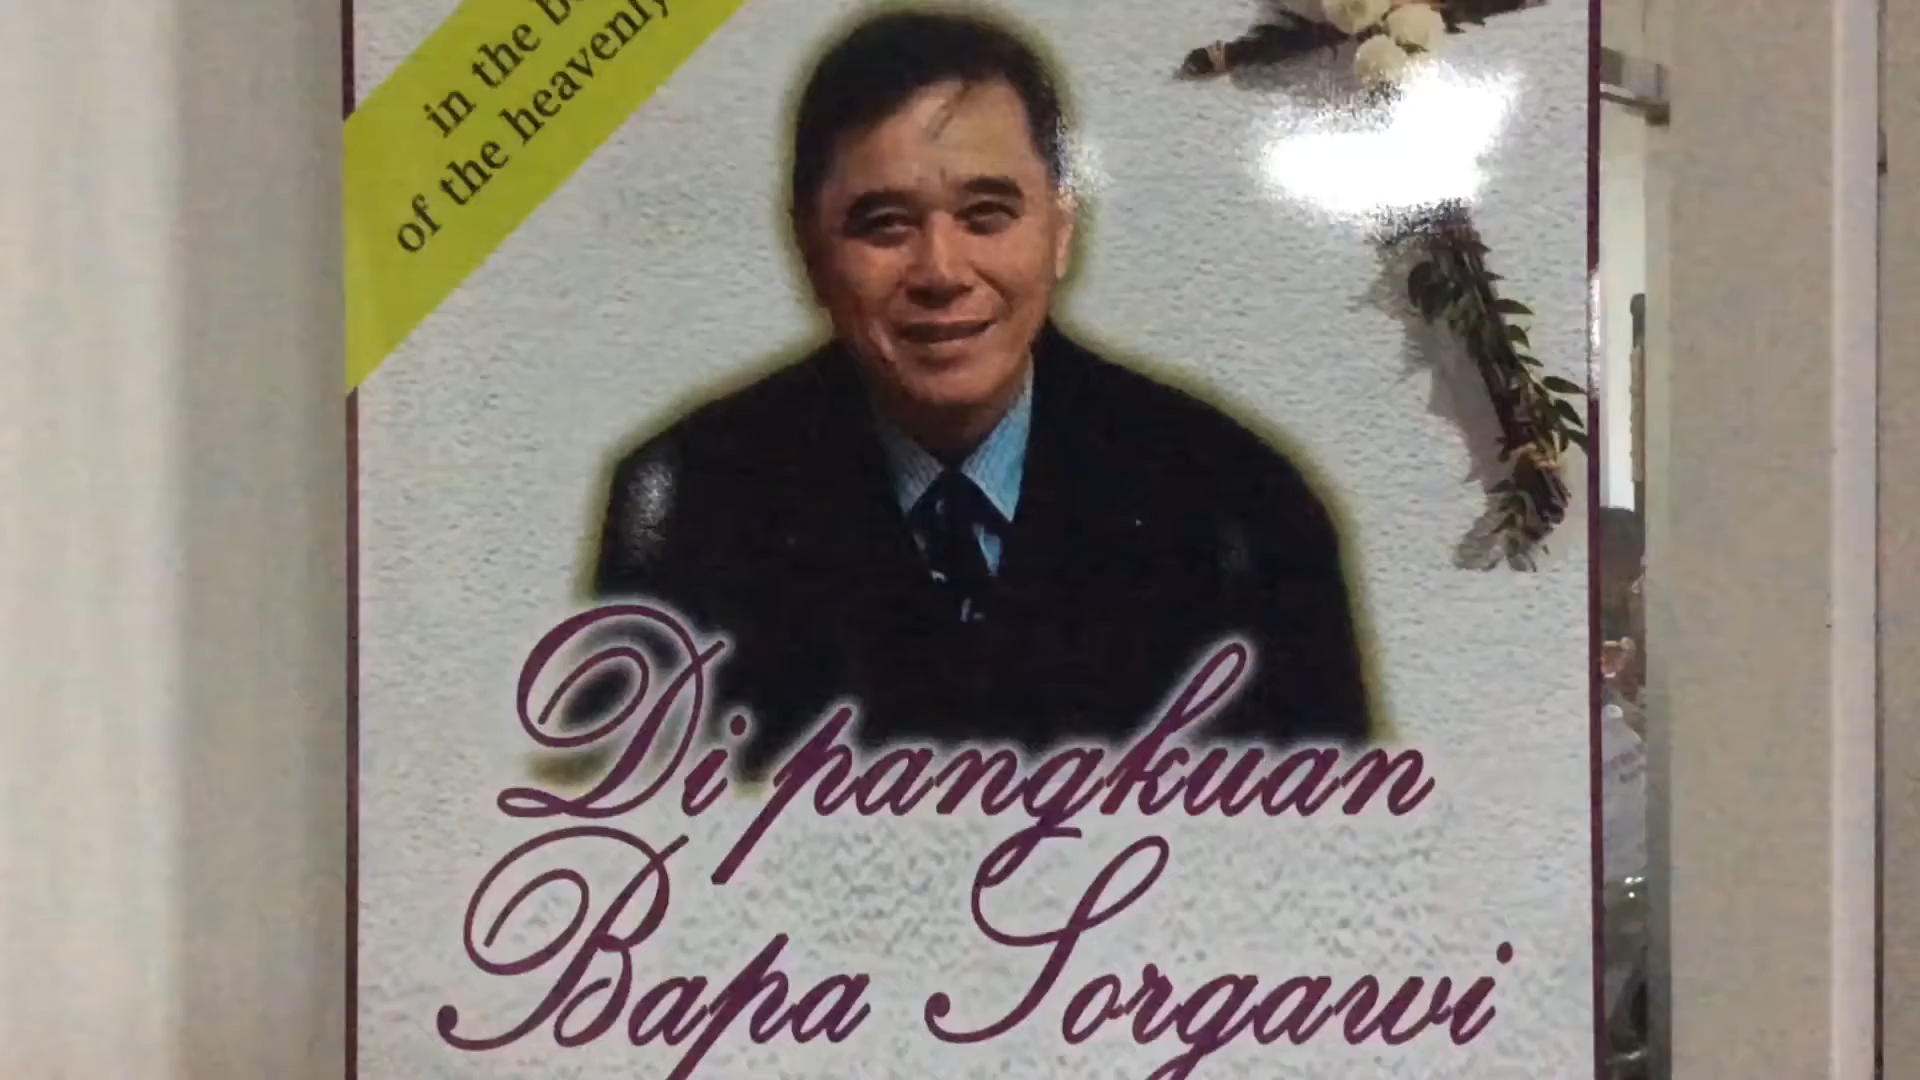 in the
of the heavenly
Di pangkuan
Bapa Sorgawi